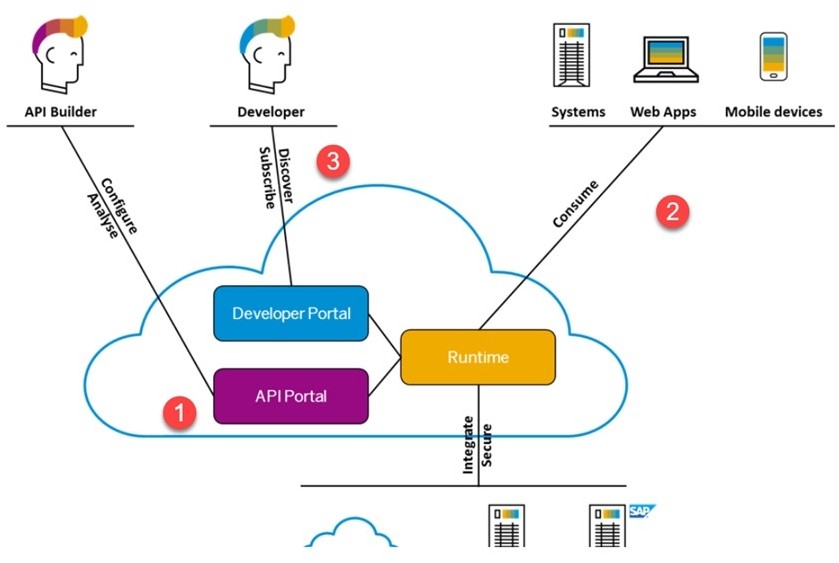 API Builder
Developer
Systems
Web Apps
Mobile devices
Configure
Analyse
Discover
Subscribe
3
Consume
2
Developer Portal
Runtime
API Portal
1
Integrate
Secure
SAP